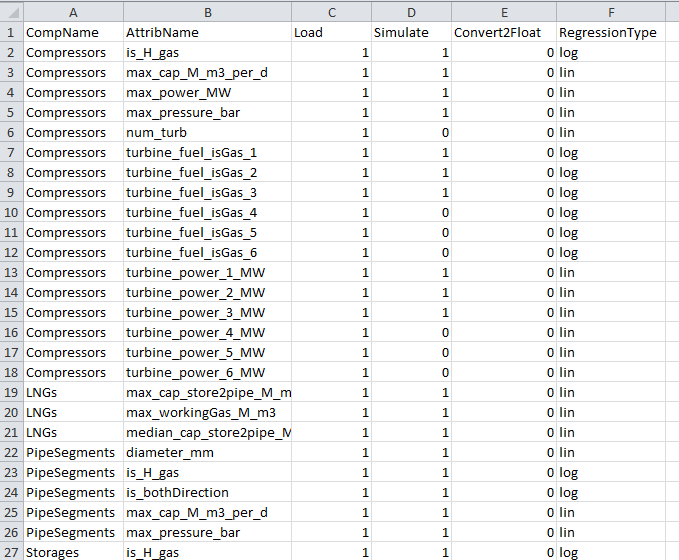 A B C D E F
1 CompName AttribName Load Simulate Convert2Float RegressionType
2 Compressors is_H_gas 1 1 0 log
3 Compressors max_cap_M_m3_per_d 1 1 0 lin
4 Compressors max_power_MW 1 1 0 lin
5 Compressors max_pressure_bar 1 1 0 lin
6 Compressors num_turb 1 0 0 lin
7 Compressors turbine_fuel_isGas_1 1 1 0 log
8 Compressors turbine_fuel_isGas_2 1 1 0 log
9 Compressors turbine_fuel_isGas_3 1 1 0 log
10 Compressors turbine_fuel_isGas_4 1 0 0 log
11 Compressors turbine_fuel_isGas_5 1 0 0 log
12 Compressors turbine_fuel_isGas_6 1 0 0 log
13 Compressors turbine_power_1_MW 1 1 0 lin
14 Compressors turbine_power_2_MW 1 1 0 lin
15 Compressors turbine_power_3_MW 1 1 0 lin
16 Compressors turbine_power_4_MW 1 0 0 lin
17 Compressors turbine_power_5_MW 1 0 0 lin
18 Compressors turbine_power_6_MW 1 0 0 lin
19 LNGs max_cap_store2pipe_M_m 1 1 0 lin
20 LNGs max_workingGas_M_m3 1 1 0 lin
21 LNGs median_cap_store2pipe_M 1 1 0 lin
22 PipeSegments diameter_mm 1 1 0 lin
23 PipeSegments is_H_gas 1 1 0 log
24 PipeSegments is_bothDirection 1 1 0 log
25 PipeSegments max_cap_M_m3_per_d 1 1 0 lin
26 PipeSegments max_pressure_bar 1 1 0 lin
27 Storages is_H_gas 1 1 0 log